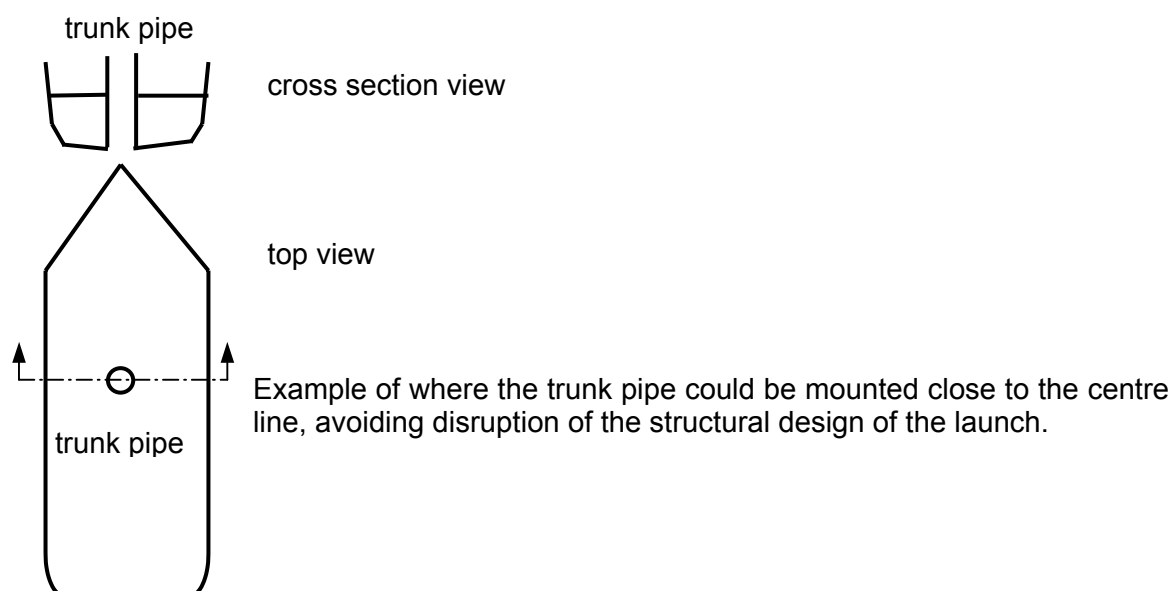 trunk pipe
cross section view
top view
Example of where the trunk pipe could be mounted close to the centre
line, avoiding disruption of the structural design of the launch.
trunk pipe